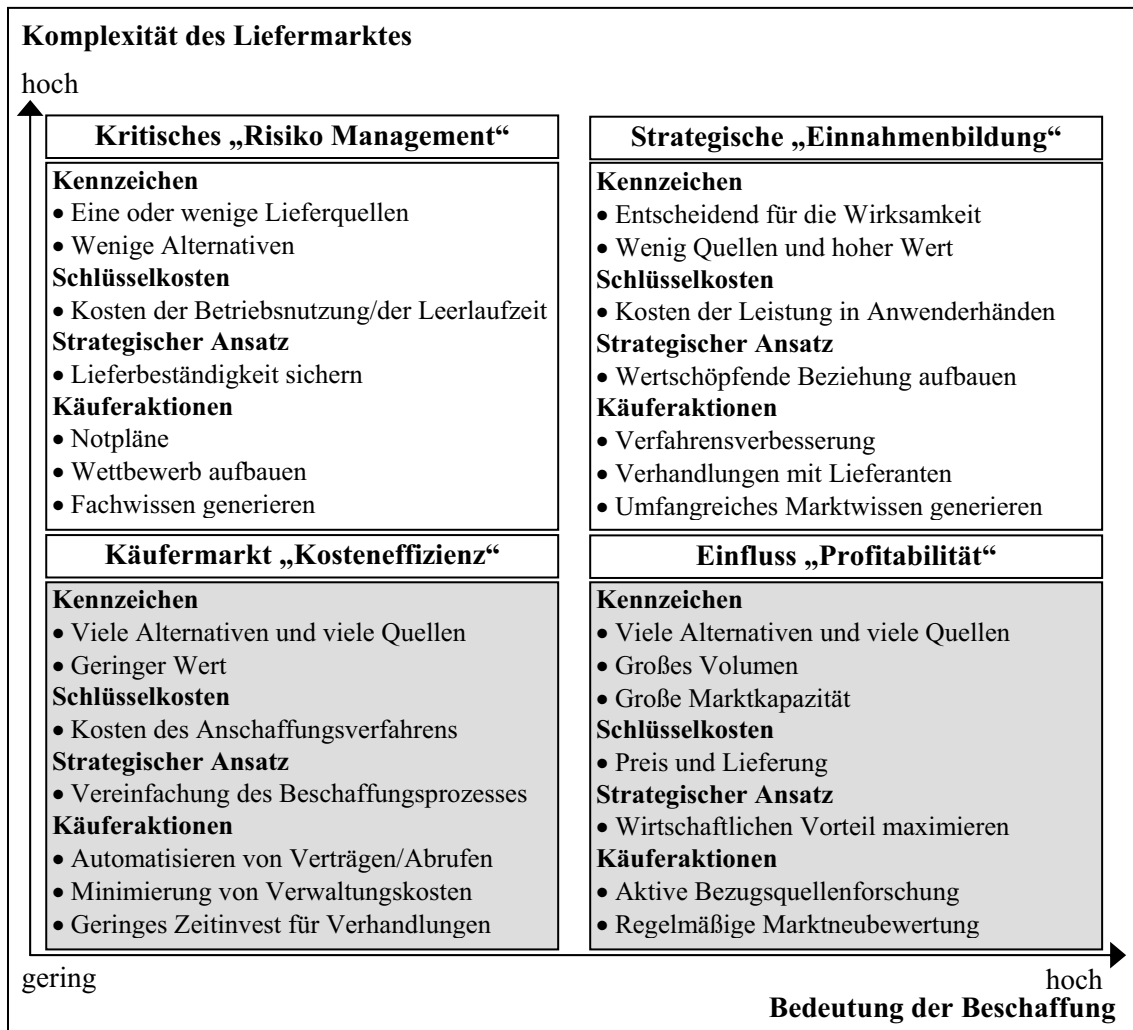 Komplexität des Liefermarktes
hoch
Kritisches „Risiko Management“
Kennzeichen
• Eine oder wenige Lieferquellen
• Wenige Alternativen
Schlüsselkosten
• Kosten der Betriebsnutzung/der Leerlaufzeit
Strategischer Ansatz
• Lieferbeständigkeit sichern
Käuferaktionen
• Notpläne
• Wettbewerb aufbauen
• Fachwissen generieren
Strategische „Einnahmenbildung“
Kennzeichen
• Entscheidend für die Wirksamkeit
• Wenig Quellen und hoher Wert
Schlüsselkosten
• Kosten der Leistung in Anwenderhänden
Strategischer Ansatz
• Wertschöpfende Beziehung aufbauen
Käuferaktionen
• Verfahrensverbesserung
• Verhandlungen mit Lieferanten
• Umfangreiches Marktwissen generieren
Käufermarkt „Kosteneffizienz“
Kennzeichen
• Viele Alternativen und viele Quellen
• Geringer Wert
Schlüsselkosten
• Kosten des Anschaffungsverfahrens
Strategischer Ansatz
• Vereinfachung des Beschaffungsprozesses
Käuferaktionen
• Automatisieren von Verträgen/Abrufen
• Minimierung von Verwaltungskosten
• Geringes Zeitinvest für Verhandlungen
Einfluss „Profitabilität“
Kennzeichen
• Viele Alternativen und viele Quellen
• Großes Volumen
• Große Marktkapazität
Schlüsselkosten
• Preis und Lieferung
Strategischer Ansatz
• Wirtschaftlichen Vorteil maximieren
Käuferaktionen
• Aktive Bezugsquellenforschung
• Regelmäßige Marktneubewertung
gering
hoch
Bedeutung der Beschaffung